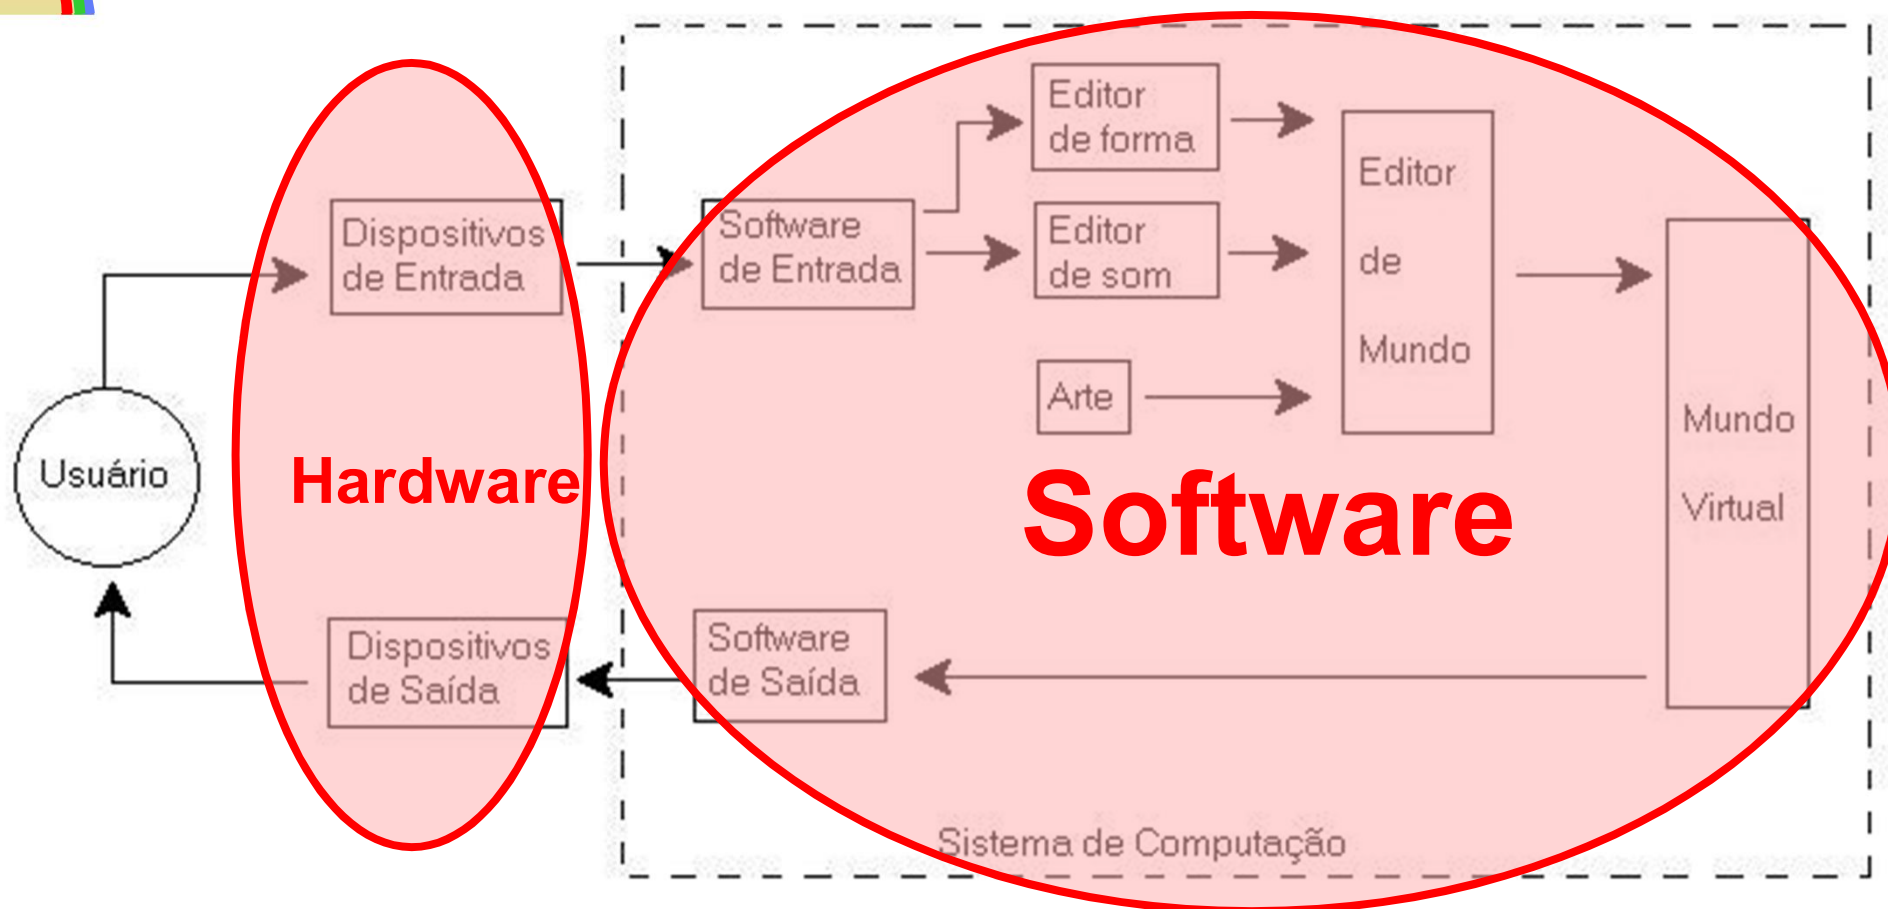 Editor
de forma
Editor
de
Mundo
Dispositivos
de Entrada
Software
de Entrada
Editor
de som
Arte
Mundo
Virtual
Usuário
Hardware
Software
Dispositivos
de Saída
Software
de Saída
Sistema de Computação